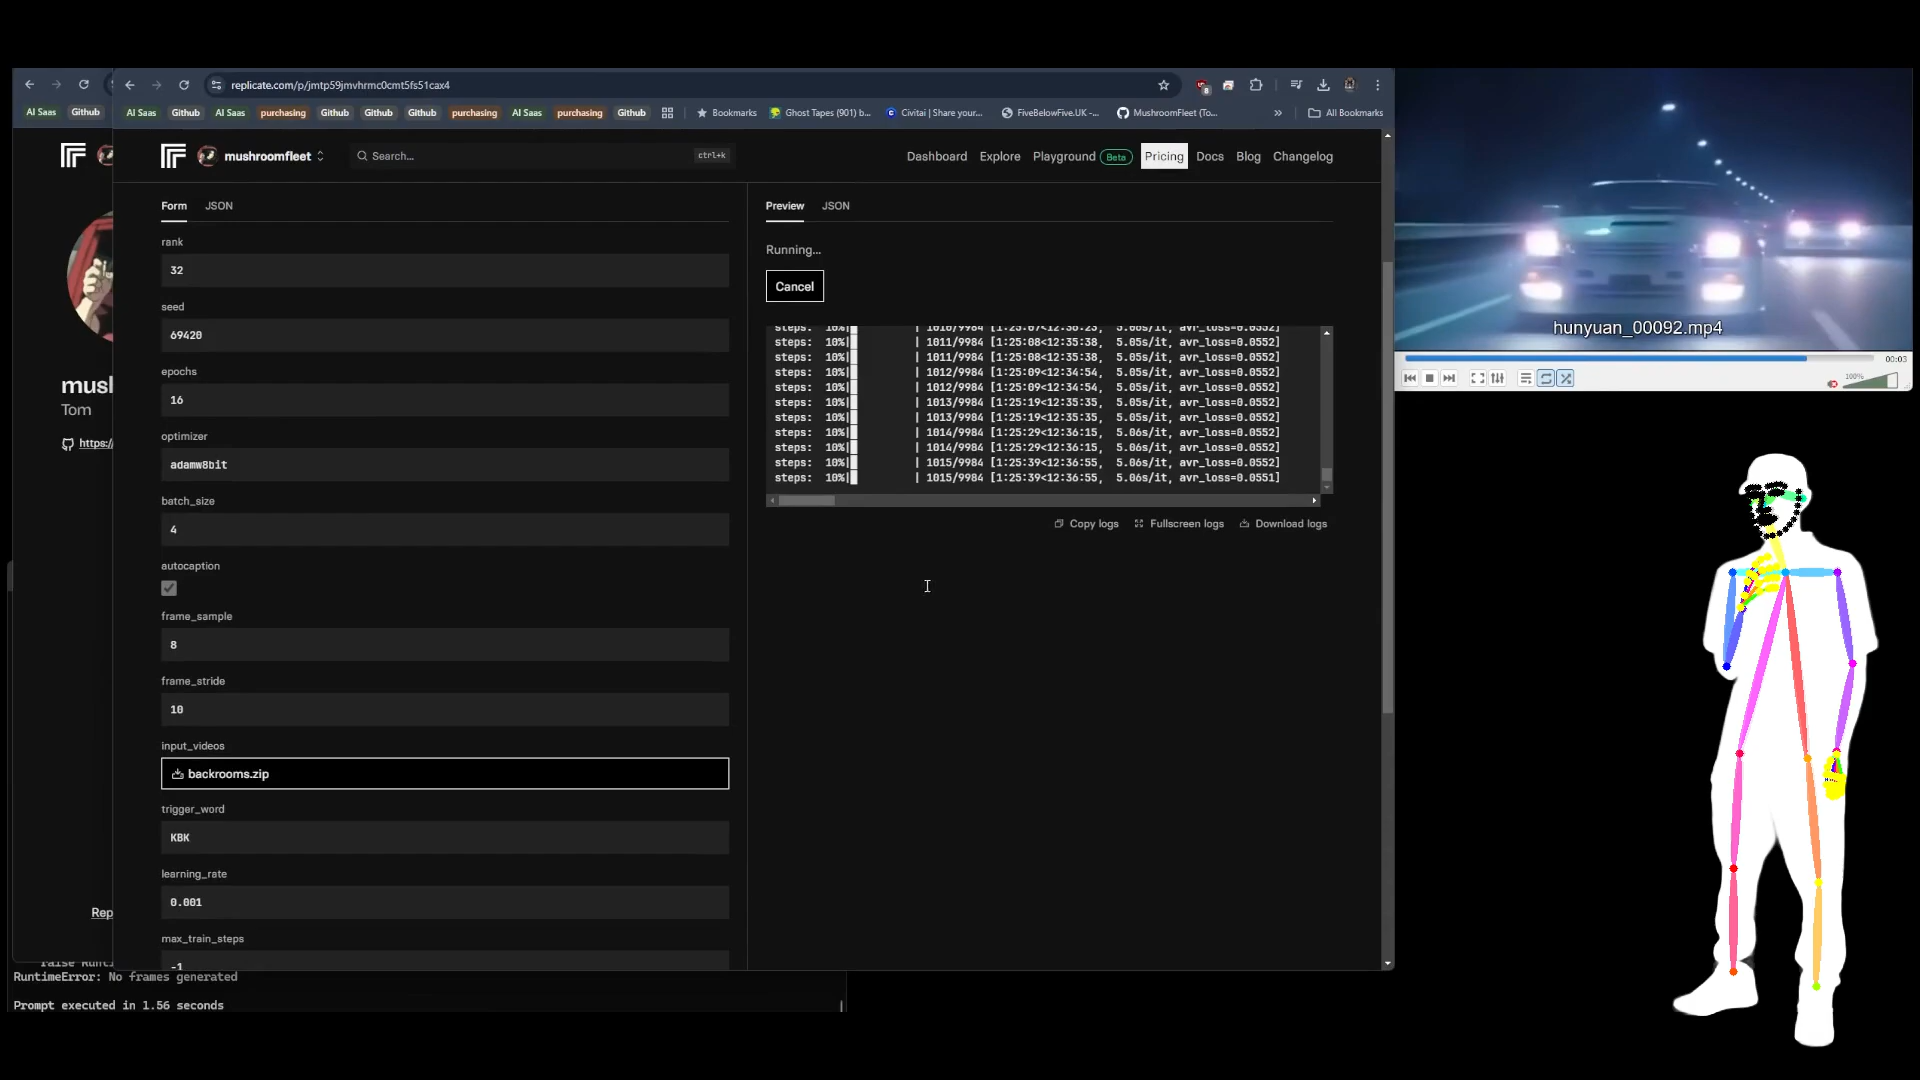 replicate.com/p/jmtp59jmvhrmc0cmt5fs51cax4
8
AI Saas
Github
AI Saas
Github
AI Saas
purchasing
Github
Github
Github
purchasing
AI Saas
purchasing
Github
Bookmarks
Ghost Tapes (901) b...
Civitai | Share your...
FiveBelowFive.UK -...
MushroomFleet (To...
»
All Bookmarks
mushroomfleet
Search...
ctrl+k
Dashboard
Explore
Playground
Beta
Pricing
Docs
Blog
Changelog
Form
JSON
Preview
JSON
rank
32
seed
69420
epochs
16
optimizer
adamw8bit
batch_size
4
autocaption
frame_sample
8
frame_stride
10
input_videos
backrooms.zip
trigger_word
KBK
learning_rate
0.001
max_train_steps
-1
Running...
Cancel
steps: 10%| | 1011/9984 [1:25:08<12:35:38, 5.05s/it, avr_loss=0.0552]
steps: 10%| | 1011/9984 [1:25:08<12:35:38, 5.05s/it, avr_loss=0.0552]
steps: 10%| | 1012/9984 [1:25:09<12:34:54, 5.05s/it, avr_loss=0.0552]
steps: 10%| | 1012/9984 [1:25:09<12:34:54, 5.05s/it, avr_loss=0.0552]
steps: 10%| | 1013/9984 [1:25:19<12:35:35, 5.05s/it, avr_loss=0.0552]
steps: 10%| | 1013/9984 [1:25:19<12:35:35, 5.05s/it, avr_loss=0.0552]
steps: 10%| | 1014/9984 [1:25:29<12:36:15, 5.06s/it, avr_loss=0.0552]
steps: 10%| | 1014/9984 [1:25:29<12:36:15, 5.06s/it, avr_loss=0.0552]
steps: 10%| | 1015/9984 [1:25:39<12:36:55, 5.06s/it, avr_loss=0.0552]
steps: 10%| | 1015/9984 [1:25:39<12:36:55, 5.06s/it, avr_loss=0.0551]
Copy logs
Fullscreen logs
Download logs
hunyuan_00092.mp4
00:03
100%
Tom
https:/
Rep
RuntimeError: No frames generated
Prompt executed in 1.56 seconds